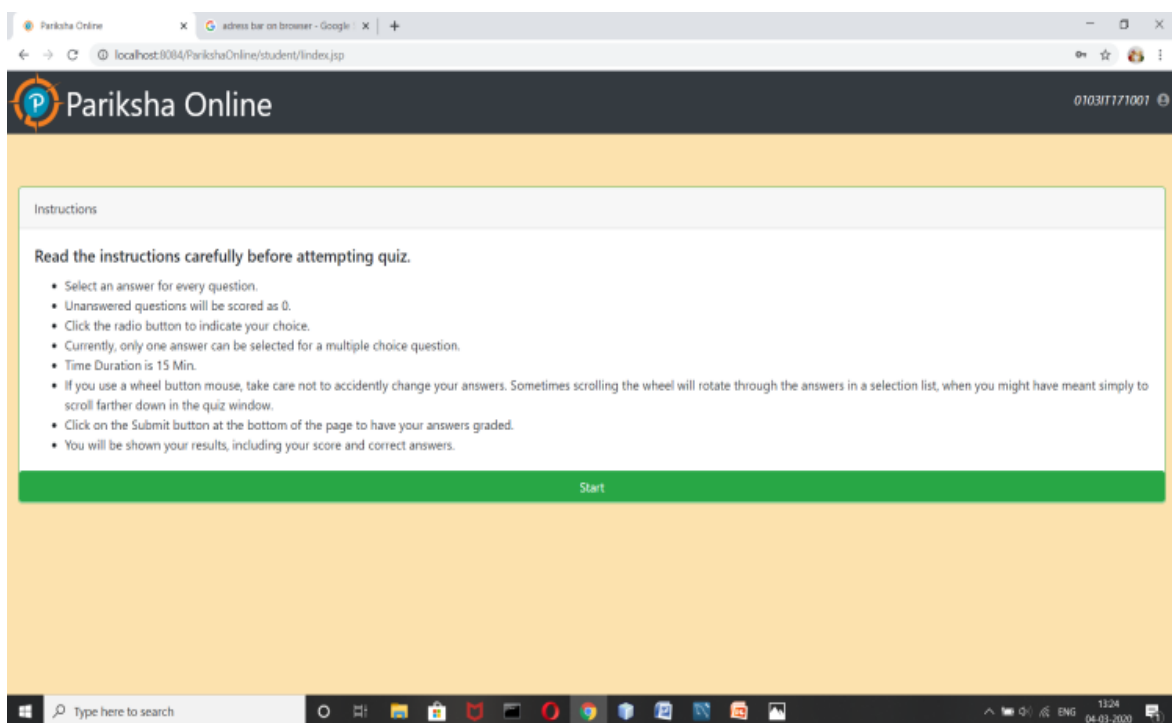 Pariksha Online
adress bar on browser - Google
localhost:8084/ParikshaOnline/student/Iindex.jsp
Pariksha Online
0103IT171001
Instructions
Read the instructions carefully before attempting quiz.
• Select an answer for every question.
• Unanswered questions will be scored as 0.
• Click the radio button to indicate your choice.
• Currently, only one answer can be selected for a multiple choice question.
• Time Duration is 15 Min.
• If you use a wheel button mouse, take care not to accidently change your answers. Sometimes scrolling the wheel will rotate through the answers in a selection list, when you might have meant simply to
scroll farther down in the quiz window.
• Click on the Submit button at the bottom of the page to have your answers graded.
• You will be shown your results, including your score and correct answers.
Start
Type here to search
ENG
13:24
04-03-2020